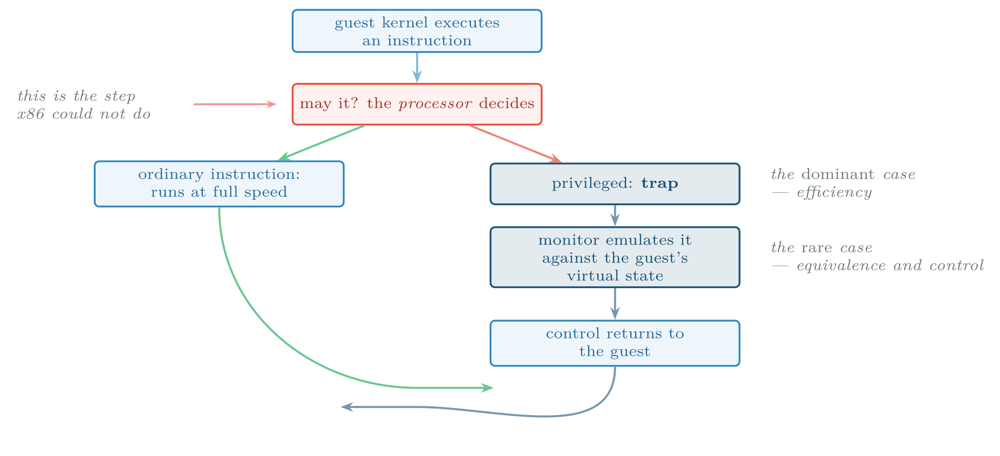 guest kernel executes
an instruction
this is the step
x86 could not do
may it? the processor decides
ordinary instruction:
runs at full speed
privileged: trap
the dominant case
— efficiency
monitor emulates it
against the guest's
virtual state
the rare case
— equivalence and control
control returns to
the guest